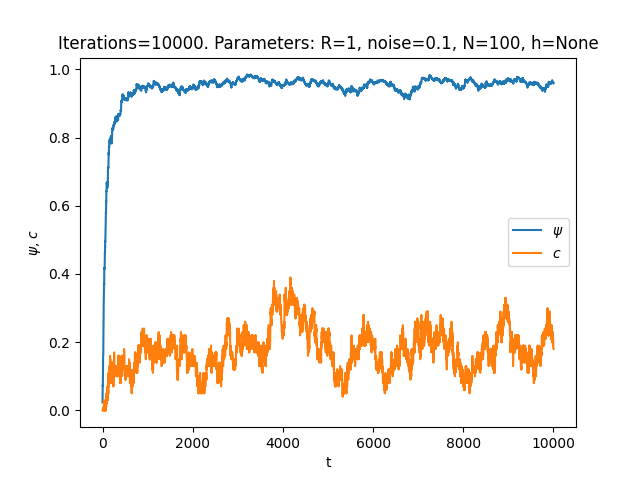 Iterations=10000. Parameters: R=1, noise=0.1, N=100, h=None
1.0
0.8
0.6
0.4
0.2
0.0
ψ, c
ψ
c
0
2000
4000
6000
8000
10000
t